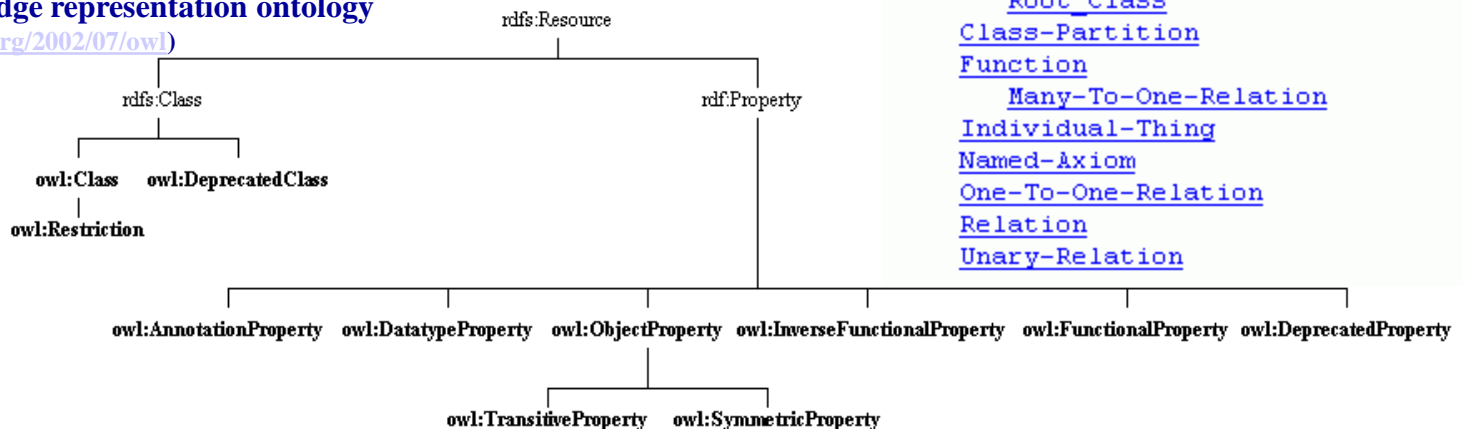 representation ontology
rg/2002/07/owl)
rdfs:Resource
rdfs:Class
rdf:Property
owl:Class owl:DeprecatedClass
owl:Restriction
Class-Partition
Function
Many-To-One-Relation
Individual-Thing
Named-Axiom
One-To-One-Relation
Relation
Unary-Relation
owl:AnnotationProperty owl:DatatypeProperty owl:ObjectProperty owl:InverseFunctionalProperty owl:FunctionalProperty owl:DeprecatedProperty
owl:TransitiveProperty owl:SymmetricProperty